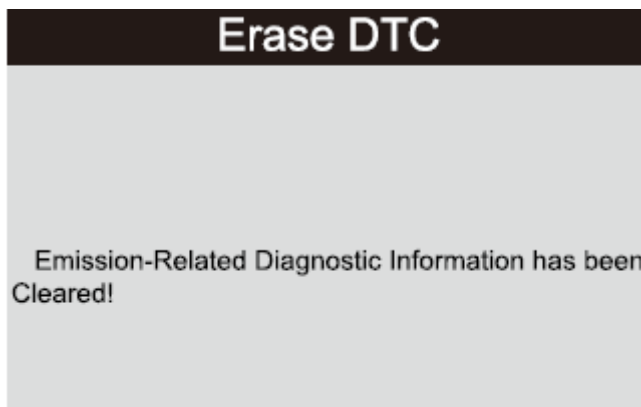 Erase DTC
Emission-Related Diagnostic Information has been
Cleared!